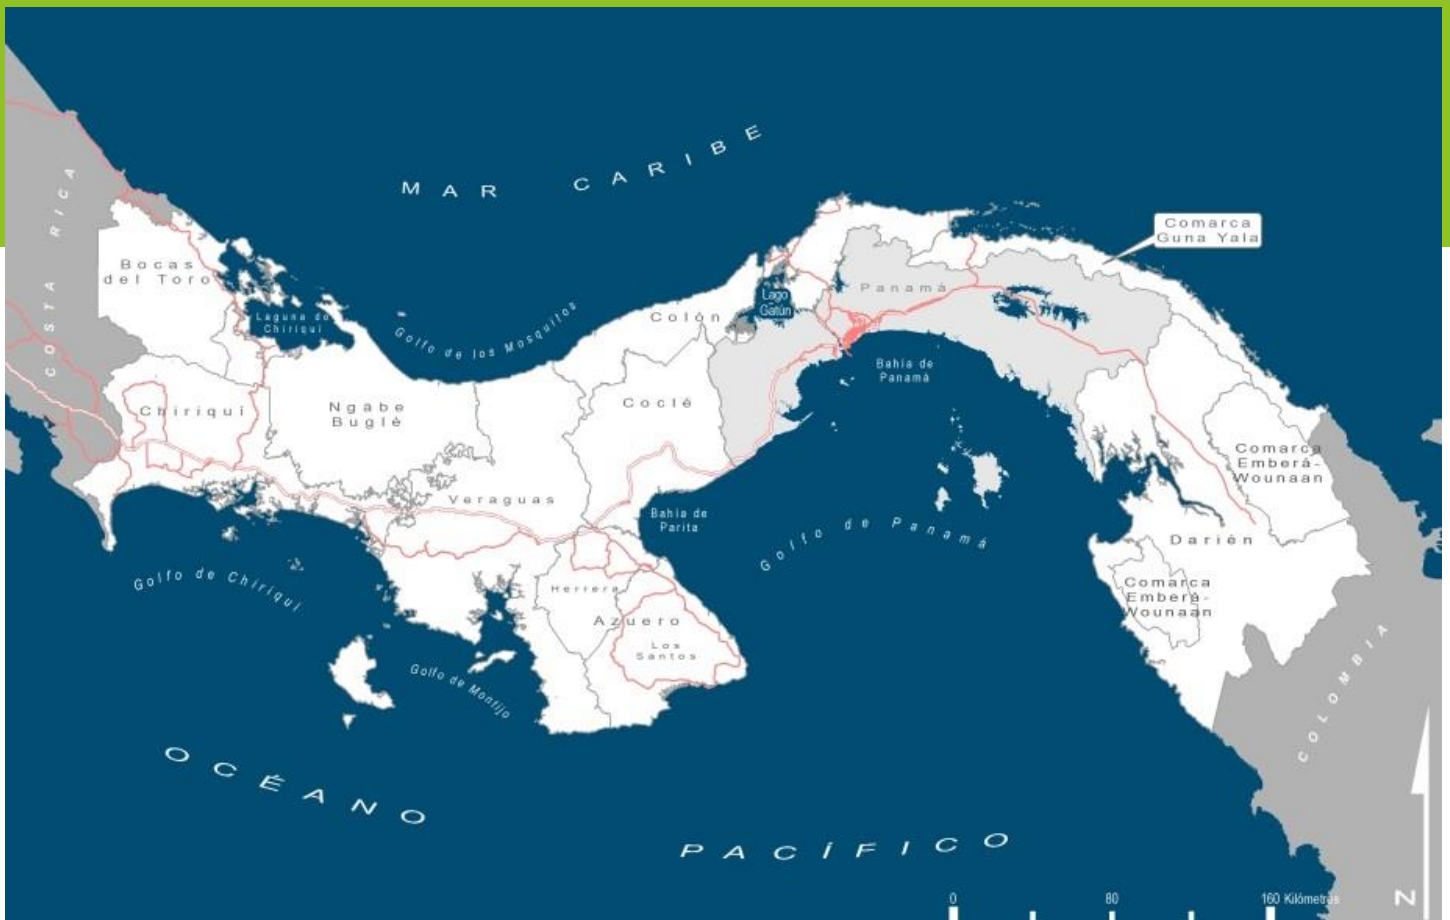 MAR CARIBE
COSTA RICA
Comarca
Guna Yala
Bocas
del Toro
Laguna de
Chiriquí
Golfo de los Mosquitos
Colón
Lago
Gatún
Panamá
Bahía de
Panamá
Chiriquí
Ngäbe
Buglé
Coclé
Veraguas
Bahía de
Parita
Golfo de Panamá
Comarca
Emberá-
Wounaan
Darién
Comarca
Emberá-
Wounaan
Golfo de Chiriquí
Herrera
Azuero
Los
Santos
Golfo de Montijo
COLOMBIA
OCÉANO
PACÍFICO
0 80 160 Kilómetros
N